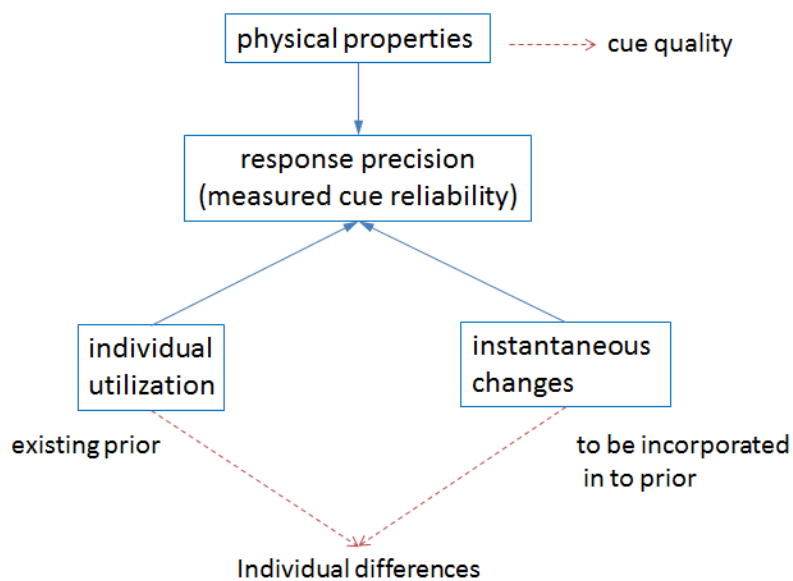 physical properties
cue quality
response precision
(measured cue reliability)
individual
utilization
instantaneous
changes
existing prior
to be incorporated
in to prior
Individual differences